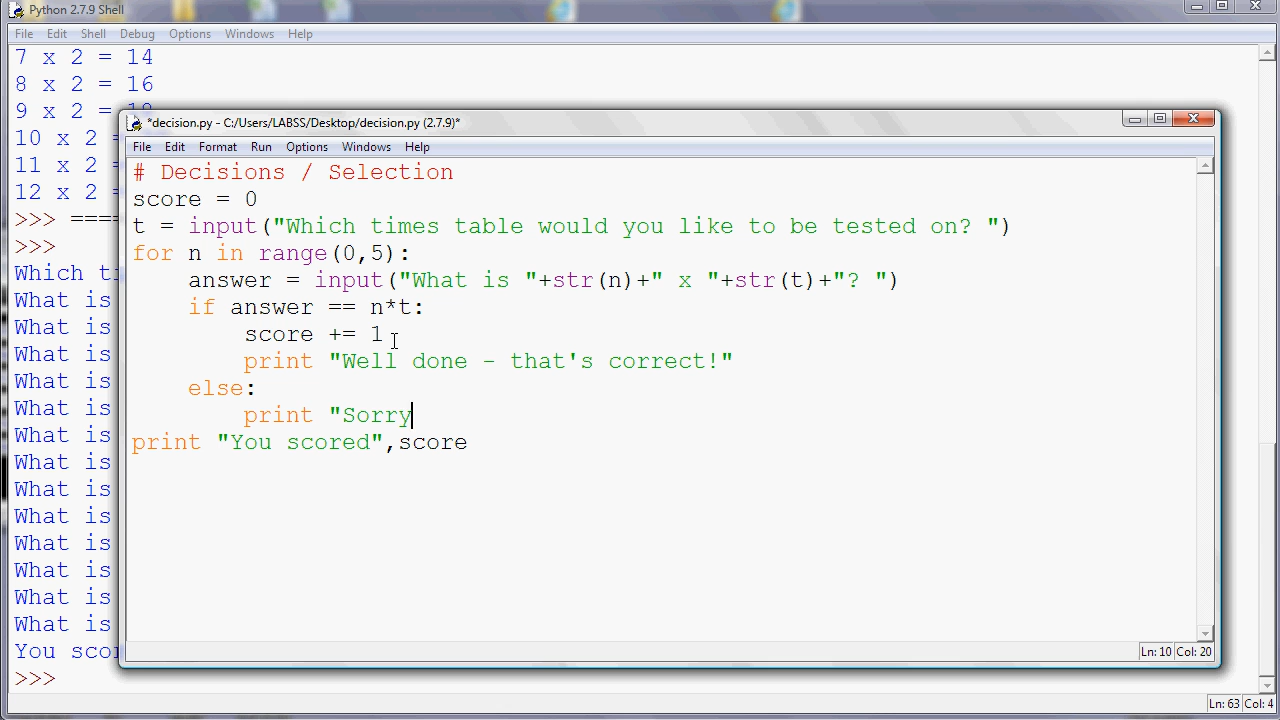 Python 2.7.9 Shell
File Edit Shell Debug Options Windows Help
7 x 2 = 14
8 x 2 = 16
9 x 2 = 18
10 x 2 =
11 x 2 =
12 x 2 =
>>> ====
>>>
Which
What is
What is
What is
What is
What is
What is
What is
What is
What is
What is
What is
What is
What is
You
>>>
Ln: 63 Col: 4
*decision.py - C:/Users/LABSS/Desktop/decision.py (2.7.9)*
File Edit Format Run Options Windows Help
# Decisions / Selection
score = 0
t = input("Which times table would you like to be tested on? ")
for n in range(0,5):
    answer = input("What is "+str(n)+" x "+str(t)+"? ")
    if answer == n*t:
        score += 1
        print "Well done - that's correct!"
    else:
        print "Sorry
print "You scored",score
Ln: 10 Col: 20